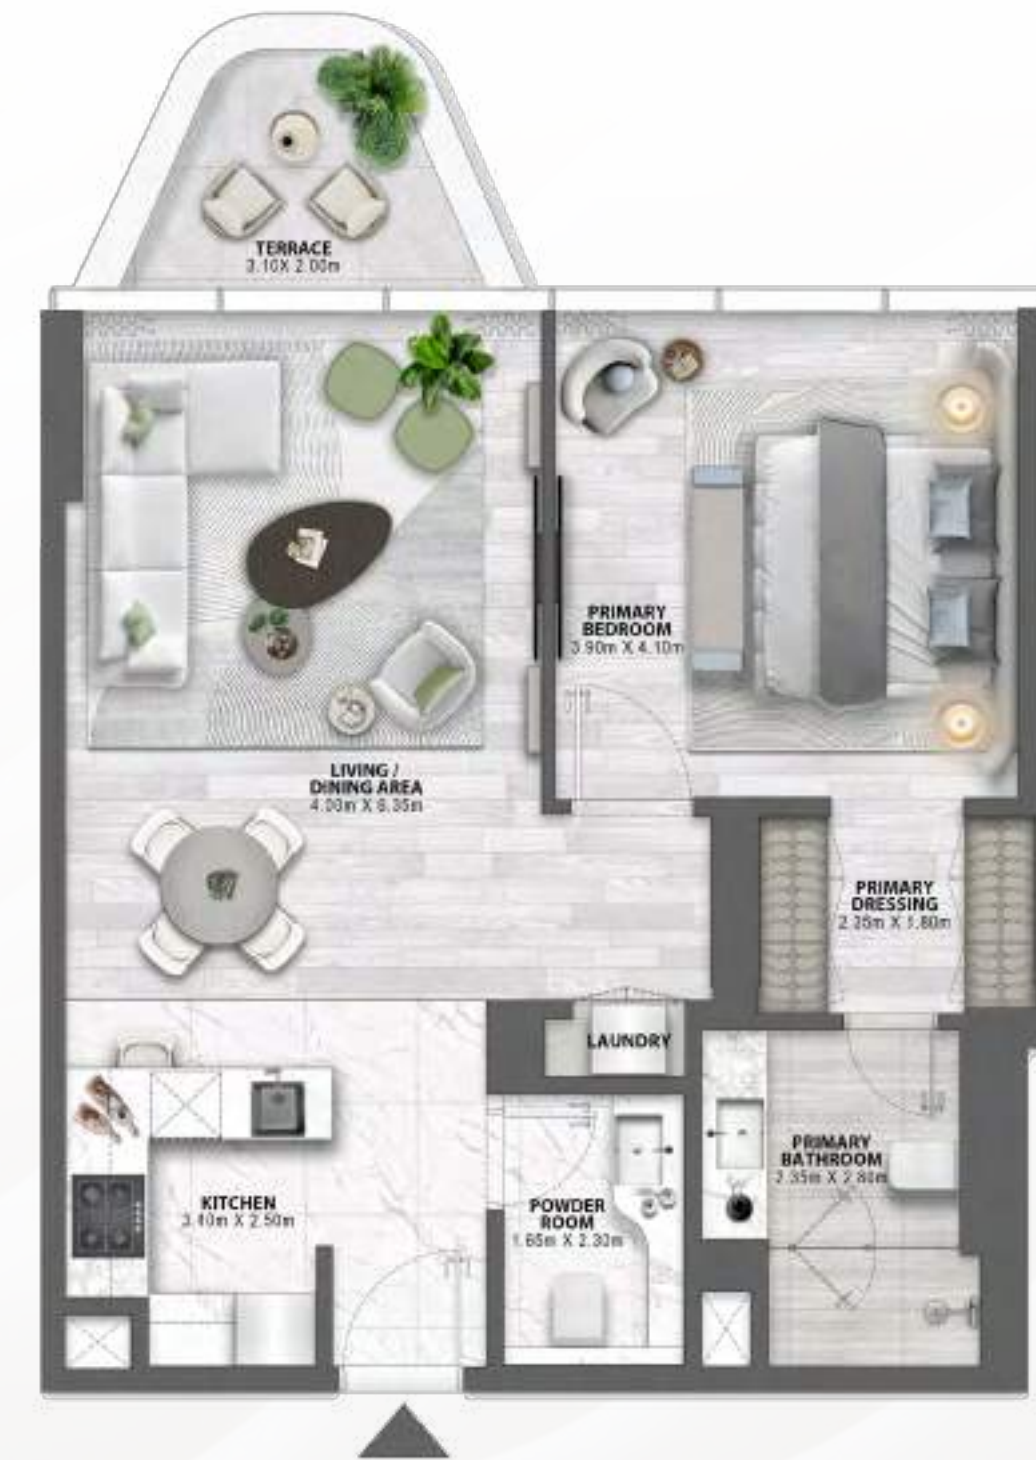 TERRACE
3.10X 2.00m
PRIMARY
BEDROOM
3.90m X 4.10m
LIVING /
DINING AREA
4.00m X 6.35m
PRIMARY
DRESSING
2.35m X 1.80m
LAUNDRY
PRIMARY
BATHROOM
2.35m X 2.80m
KITCHEN
3.40m X 2.50m
POWDER
ROOM
1.65m X 2.30m